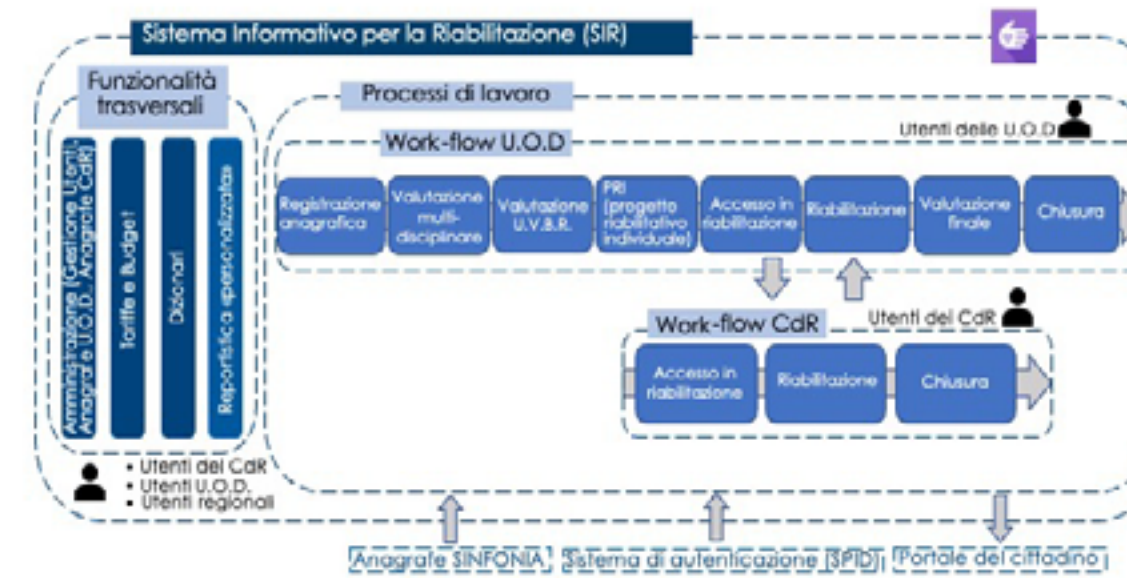 Sistema Informativo per la Riabilitazione (SIR)
Funzionalità
trasversali
Amministrazione (Gestione Utenti,
Anagrafe U.O.D., Anagrafe CdR)
Tariffe e Budget
Dizionari
Reportistica «personalizzata»
• Utenti dei CdR
• Utenti U.O.D.
• Utenti regionali
Processi di lavoro
Utenti delle U.O.D
Work-flow U.O.D
Registrazione
anagrafica
Valutazione
multi-
disciplinare
Valutazione
U.V.B.R.
PRI
(progetto
riabilitativo
individuale)
Accesso in
riabilitazione
Riabilitazione
Valutazione
finale
Chiusura
Work-flow CdR
Utenti dei CdR
Accesso in
riabilitazione
Riabilitazione
Chiusura
Anagrafe SINFONIA
Sistema di autenticazione (SPID)
Portale del cittadino